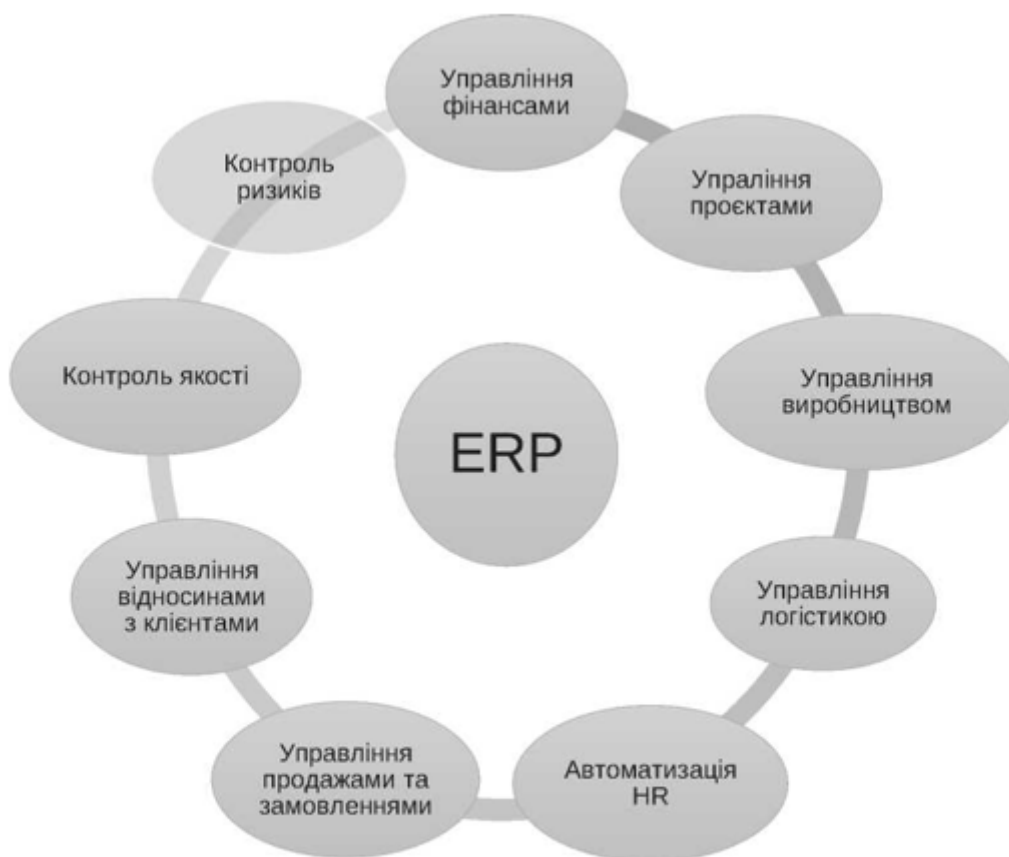 Управління
фінансами
Упраління
проєктами
Управління
виробництвом
Управління
логістикою
Автоматизація
HR
Управління
продажами та
замовленнями
Управління
відносинами
з клієнтами
Контроль якості
Контроль
ризиків
ERP